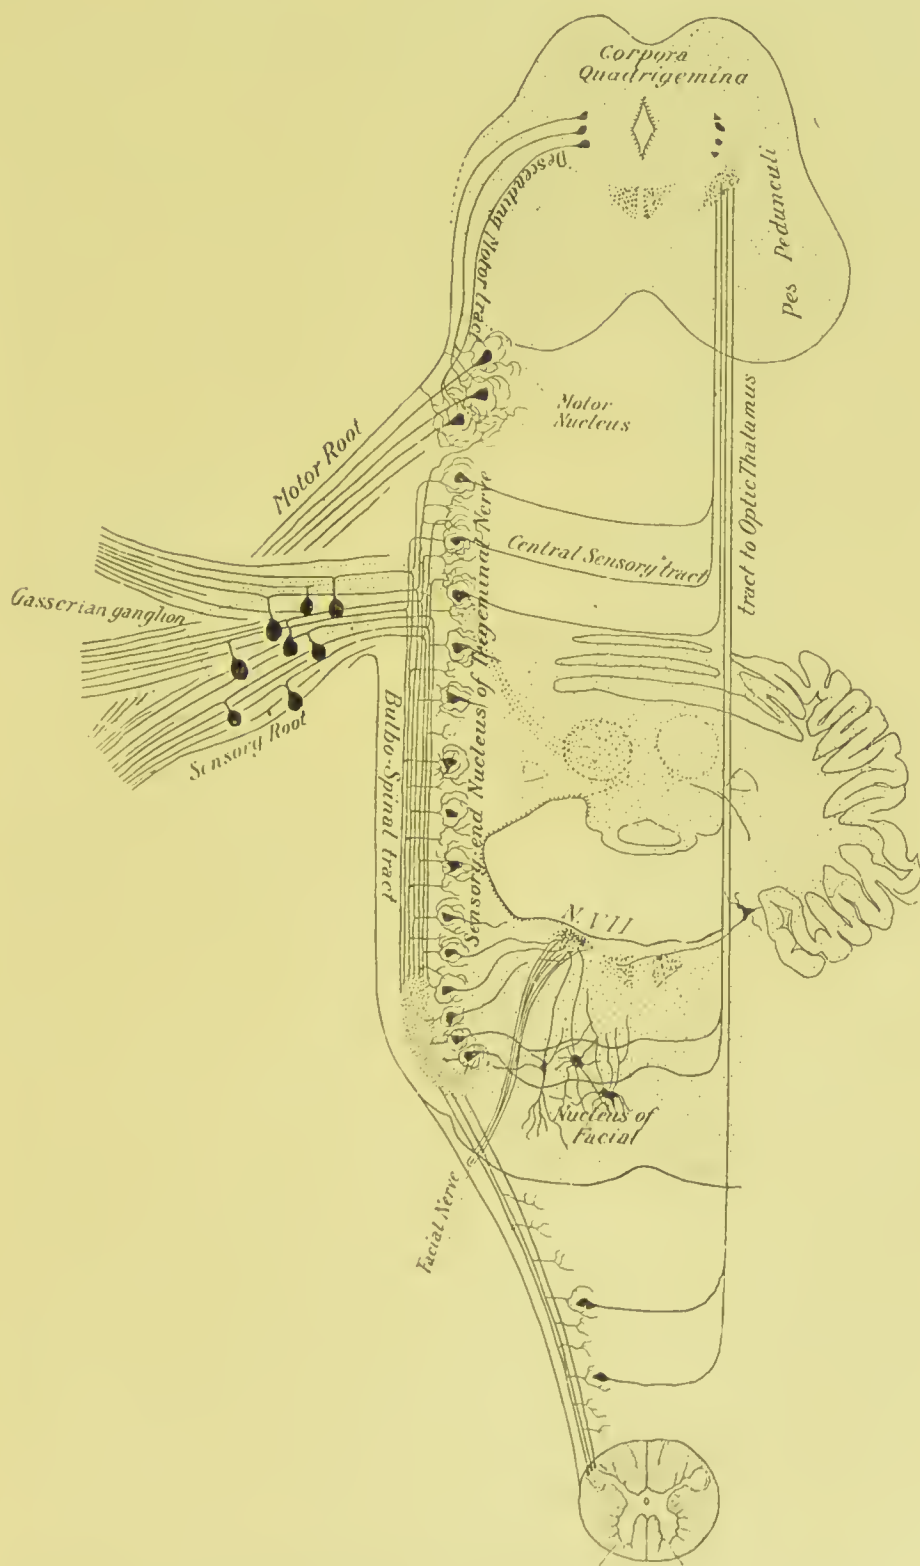 Corpora
Quadrigemina
Descending Motor tract
Pes Pedunculi
Motor
Nucleus
Motor Root
tract to Optic Thalamus
Central Sensory tract
Gasserian ganglion
Sensory Root
Bulbo-Spinal tract
Sensory end Nucleus of Trigeminal Nerve
N. VII
Nucleus of
Facial
Facial Nerve